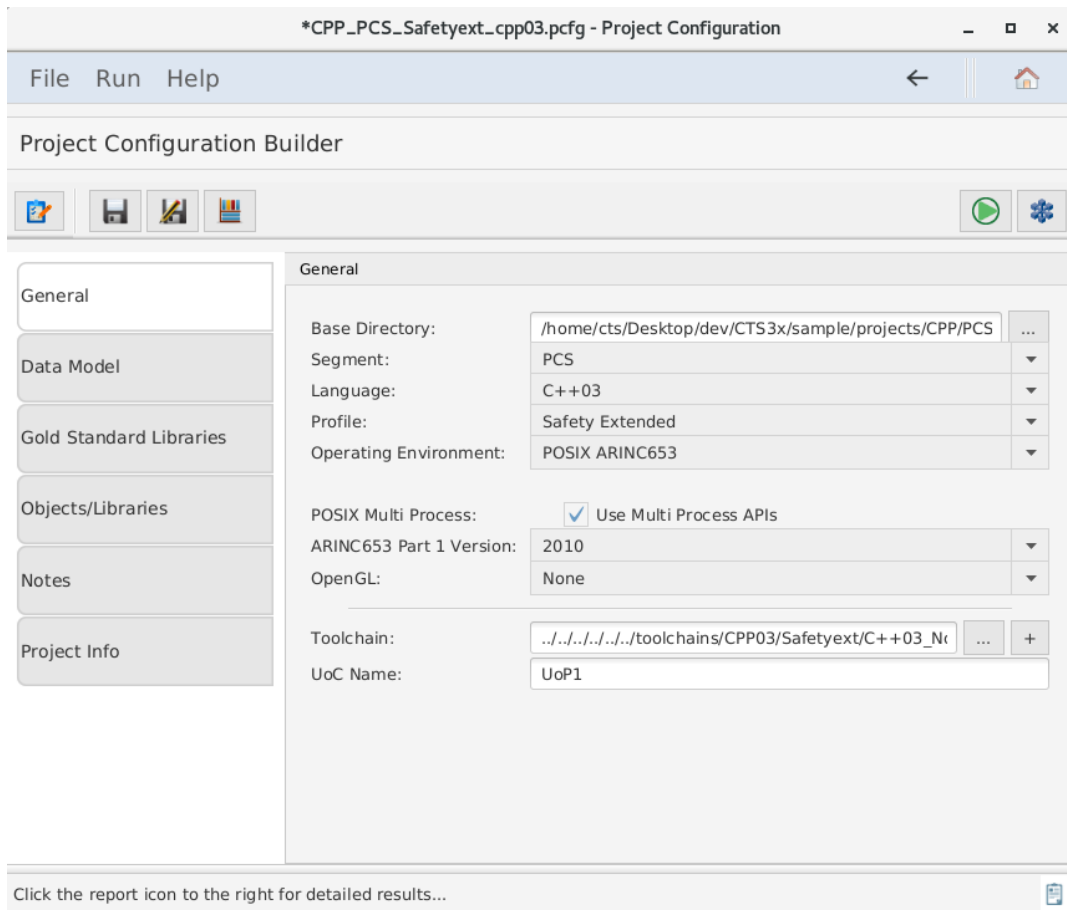 *CPP_PCS_Safetyext_cpp03.pcfg - Project Configuration
File Run Help
Project Configuration Builder
General
Data Model
Gold Standard Libraries
Objects/Libraries
Notes
Project Info
General
Base Directory: /home/cts/Desktop/dev/CTS3x/sample/projects/CPP/PCS ...
Segment: PCS
Language: C++03
Profile: Safety Extended
Operating Environment: POSIX ARINC653
POSIX Multi Process: Use Multi Process APIs
ARINC653 Part 1 Version: 2010
OpenGL: None
Toolchain: ../../../../../../toolchains/CPP03/Safetyext/C++03_No ... +
UoC Name: UoP1
Click the report icon to the right for detailed results...